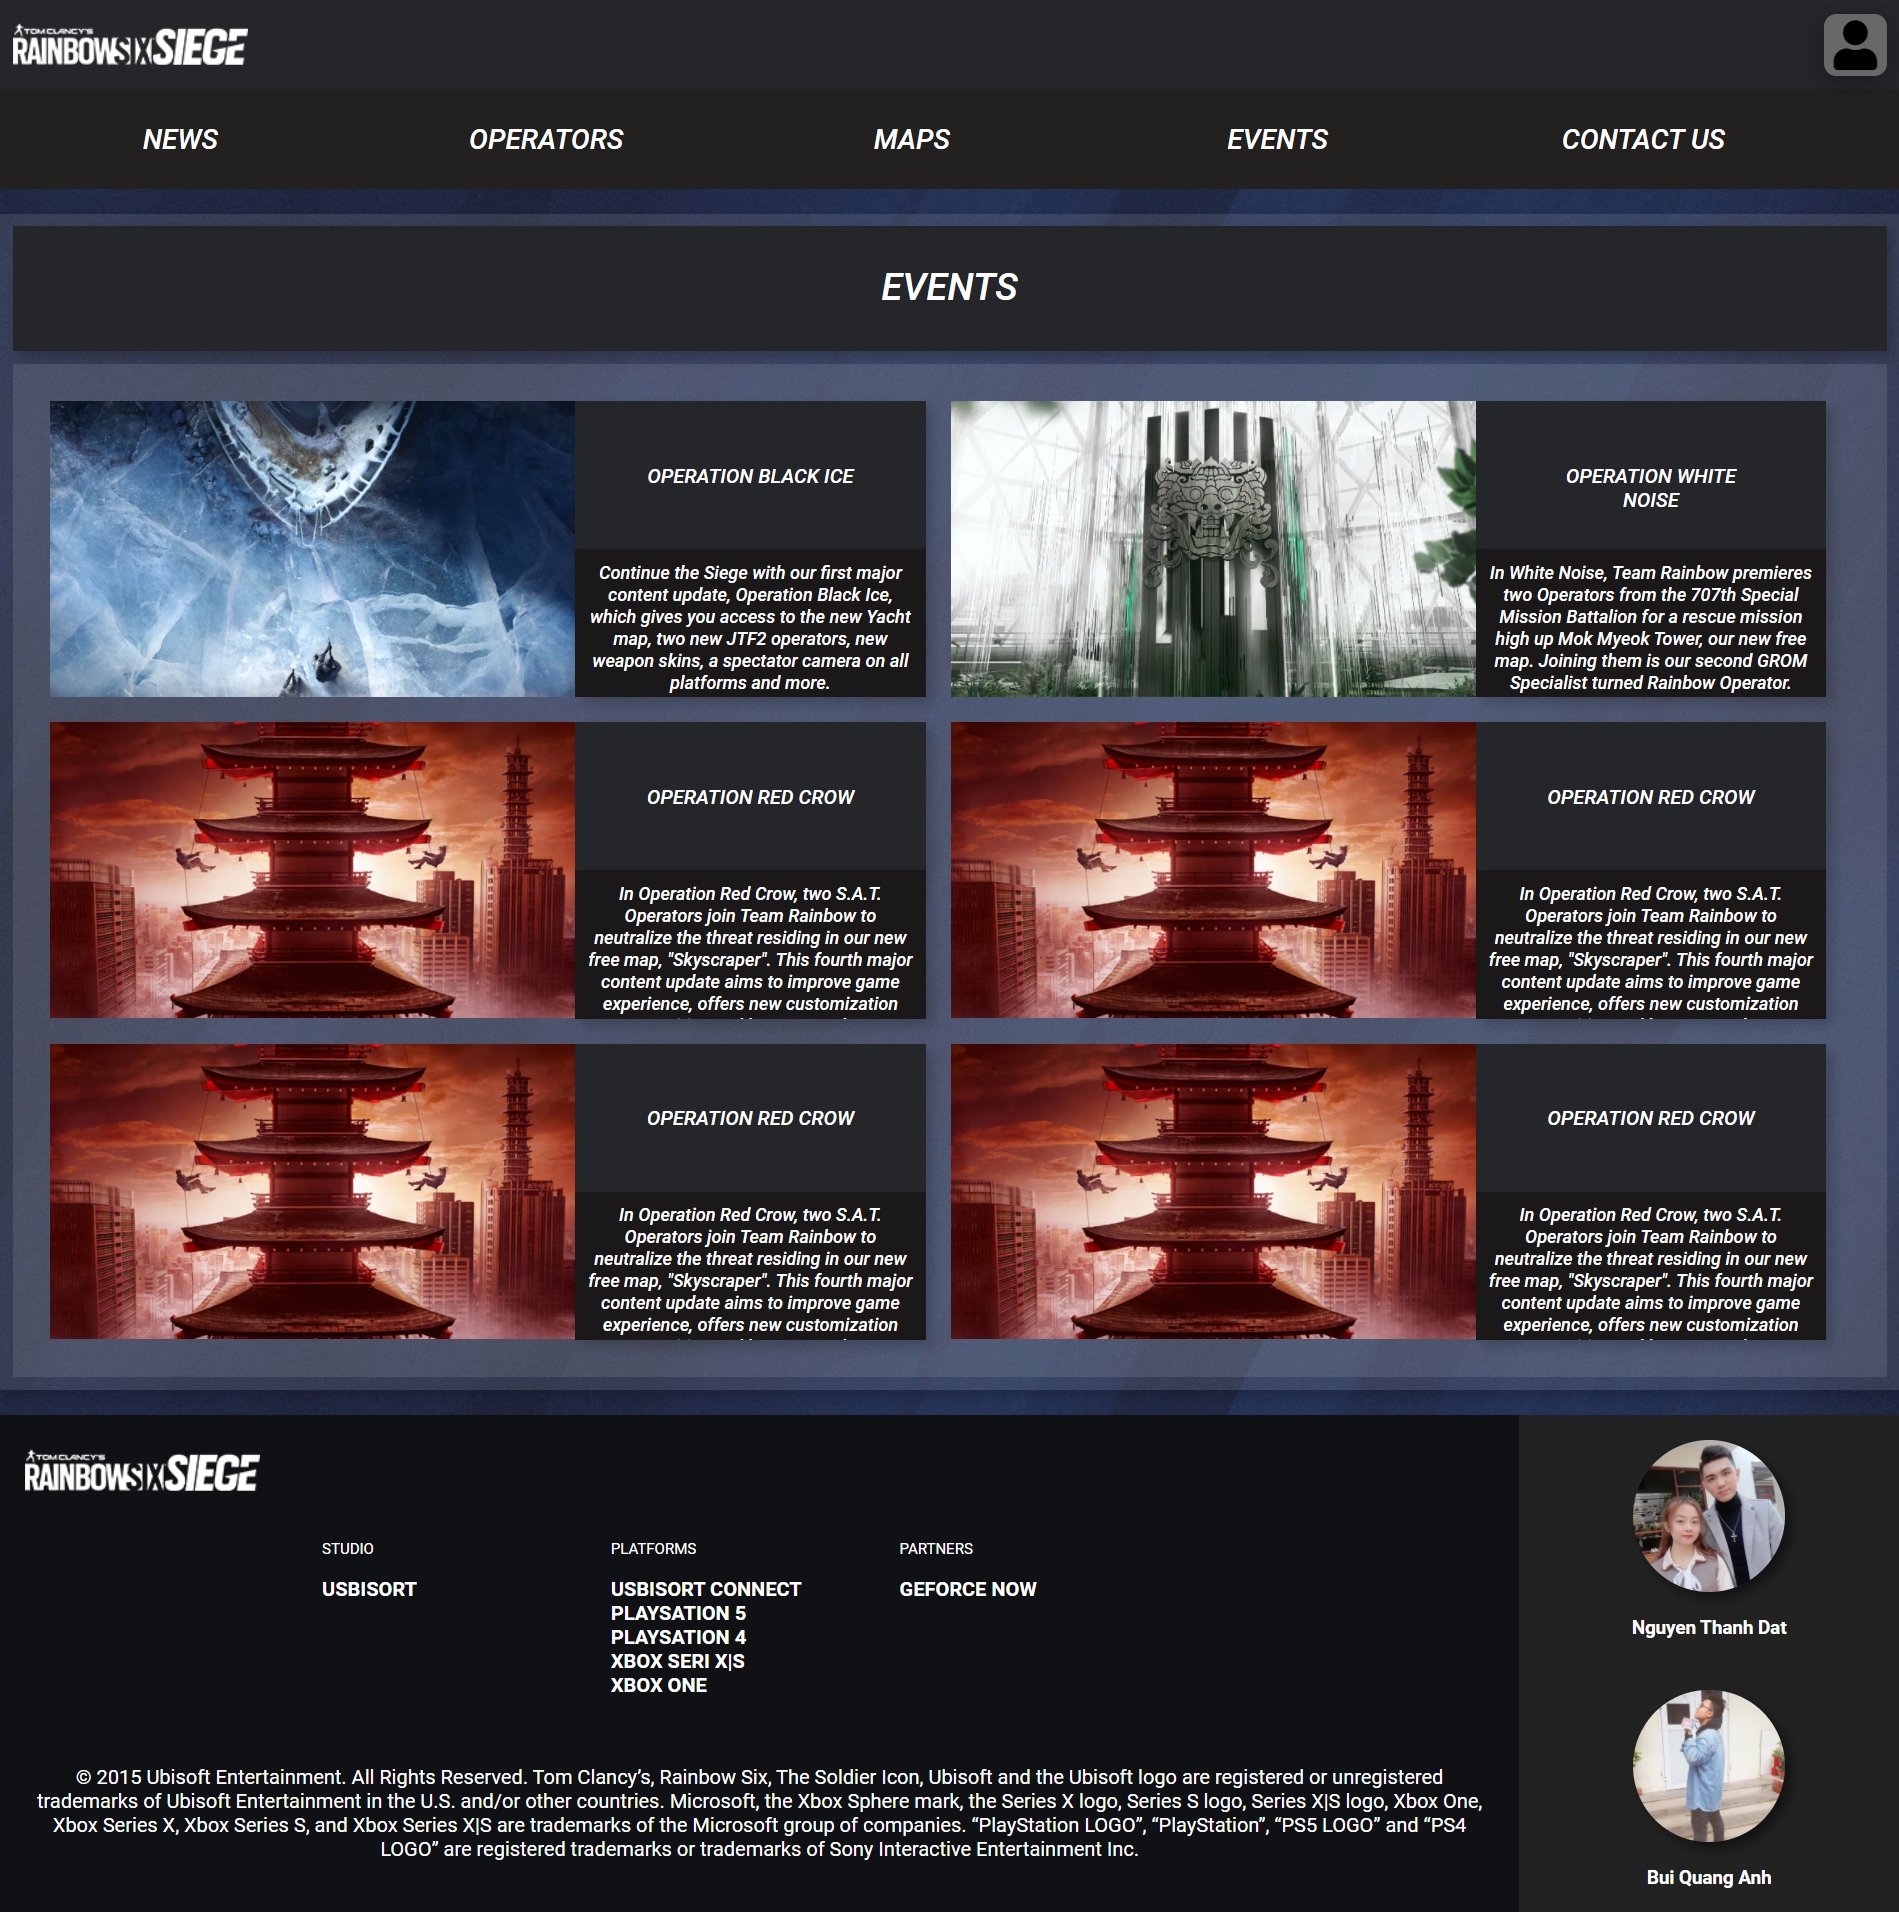 TOM CLANCY'S
RAINBOWSIX SIEGE
NEWS
OPERATORS
MAPS
EVENTS
CONTACT US
EVENTS
OPERATION BLACK ICE
Continue the Siege with our first major
content update, Operation Black Ice,
which gives you access to the new Yacht
map, two new JTF2 operators, new
weapon skins, a spectator camera on all
platforms and more.
OPERATION WHITE
NOISE
In White Noise, Team Rainbow premieres
two Operators from the 707th Special
Mission Battalion for a rescue mission
high up Mok Myeok Tower, our new free
map. Joining them is our second GROM
Specialist turned Rainbow Operator.
OPERATION RED CROW
In Operation Red Crow, two S.A.T.
Operators join Team Rainbow to
neutralize the threat residing in our new
free map, "Skyscraper". This fourth major
content update aims to improve game
experience, offers new customization
OPERATION RED CROW
In Operation Red Crow, two S.A.T.
Operators join Team Rainbow to
neutralize the threat residing in our new
free map, "Skyscraper". This fourth major
content update aims to improve game
experience, offers new customization
OPERATION RED CROW
In Operation Red Crow, two S.A.T.
Operators join Team Rainbow to
neutralize the threat residing in our new
free map, "Skyscraper". This fourth major
content update aims to improve game
experience, offers new customization
OPERATION RED CROW
In Operation Red Crow, two S.A.T.
Operators join Team Rainbow to
neutralize the threat residing in our new
free map, "Skyscraper". This fourth major
content update aims to improve game
experience, offers new customization
TOM CLANCY'S
RAINBOWSIX SIEGE
STUDIO
USBISORT
PLATFORMS
USBISORT CONNECT
PLAYSATION 5
PLAYSATION 4
XBOX SERI X|S
XBOX ONE
PARTNERS
GEFORCE NOW
© 2015 Ubisoft Entertainment. All Rights Reserved. Tom Clancy’s, Rainbow Six, The Soldier Icon, Ubisoft and the Ubisoft logo are registered or unregistered
trademarks of Ubisoft Entertainment in the U.S. and/or other countries. Microsoft, the Xbox Sphere mark, the Series X logo, Series S logo, Series X|S logo, Xbox One,
Xbox Series X, Xbox Series S, and Xbox Series X|S are trademarks of the Microsoft group of companies. “PlayStation LOGO”, “PlayStation”, “PS5 LOGO” and “PS4
LOGO” are registered trademarks or trademarks of Sony Interactive Entertainment Inc.
Nguyen Thanh Dat
Bui Quang Anh